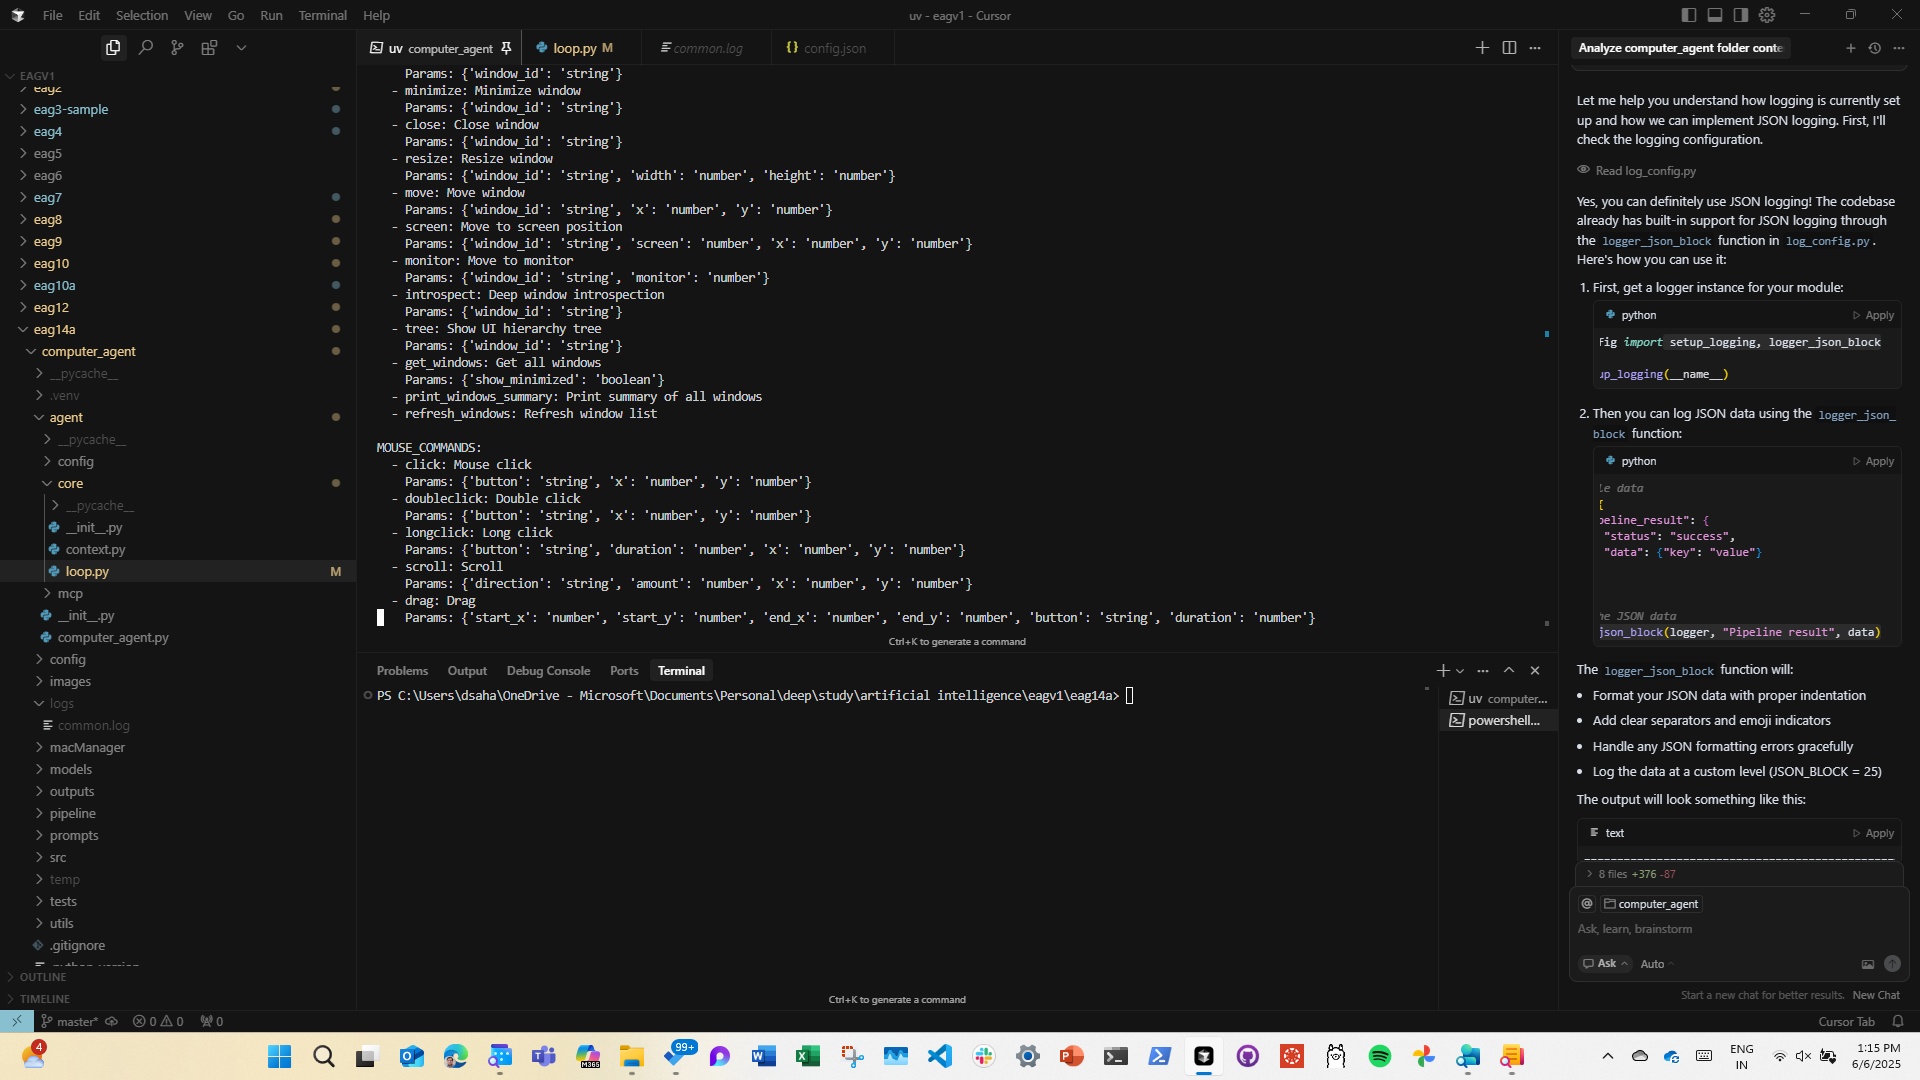 File Edit Selection View Go Run Terminal Help
uv - eagv1 - Cursor
EAGV1
eag2
eag3-sample
eag4
eag5
eag6
eag7
eag8
eag9
eag10
eag10a
eag12
eag14a
computer_agent
__pycache__
.venv
agent
__pycache__
config
core
__pycache__
__init__.py
context.py
loop.py M
mcp
__init__.py
computer_agent.py
config
images
logs
common.log
macManager
models
outputs
pipeline
prompts
src
temp
tests
utils
.gitignore
OUTLINE
TIMELINE
uv computer_agent
loop.py M
common.log
config.json
Params: {'window_id': 'string'}
- minimize: Minimize window
Params: {'window_id': 'string'}
- close: Close window
Params: {'window_id': 'string'}
- resize: Resize window
Params: {'window_id': 'string', 'width': 'number', 'height': 'number'}
- move: Move window
Params: {'window_id': 'string', 'x': 'number', 'y': 'number'}
- screen: Move to screen position
Params: {'window_id': 'string', 'screen': 'number', 'x': 'number', 'y': 'number'}
- monitor: Move to monitor
Params: {'window_id': 'string', 'monitor': 'number'}
- introspect: Deep window introspection
Params: {'window_id': 'string'}
- tree: Show UI hierarchy tree
Params: {'window_id': 'string'}
- get_windows: Get all windows
Params: {'show_minimized': 'boolean'}
- print_windows_summary: Print summary of all windows
- refresh_windows: Refresh window list
MOUSE_COMMANDS:
- click: Mouse click
Params: {'button': 'string', 'x': 'number', 'y': 'number'}
- doubleclick: Double click
Params: {'button': 'string', 'x': 'number', 'y': 'number'}
- longclick: Long click
Params: {'button': 'string', 'duration': 'number', 'x': 'number', 'y': 'number'}
- scroll: Scroll
Params: {'direction': 'string', 'amount': 'number', 'x': 'number', 'y': 'number'}
- drag: Drag
Params: {'start_x': 'number', 'start_y': 'number', 'end_x': 'number', 'end_y': 'number', 'button': 'string', 'duration': 'number'}
Ctrl+K to generate a command
Problems Output Debug Console Ports Terminal
PS C:\Users\dsaha\OneDrive - Microsoft\Documents\Personal\deep\study\artificial intelligence\eagv1\eag14a>
uv computer...
powershell...
Ctrl+K to generate a command
Analyze computer_agent folder conte
Let me help you understand how logging is currently set
up and how we can implement JSON logging. First, I'll
check the logging configuration.
Read log_config.py
Yes, you can definitely use JSON logging! The codebase
already has built-in support for JSON logging through
the logger_json_block function in log_config.py.
Here's how you can use it:
1. First, get a logger instance for your module:
python Apply
fig import setup_logging, logger_json_block
up_logging(__name__)
2. Then you can log JSON data using the logger_json_
block function:
python Apply
le data
{
peline_result": {
"status": "success",
"data": {"key": "value"}
he JSON data
json_block(logger, "Pipeline result", data)
The logger_json_block function will:
• Format your JSON data with proper indentation
• Add clear separators and emoji indicators
• Handle any JSON formatting errors gracefully
• Log the data at a custom level (JSON_BLOCK = 25)
The output will look something like this:
text Apply
8 files +376 -87
@ computer_agent
Ask, learn, brainstorm
Ask Auto
Start a new chat for better results. New Chat
master* 0 0 0
Cursor Tab
4
99+
M365
ENG
IN
1:15 PM
6/6/2025